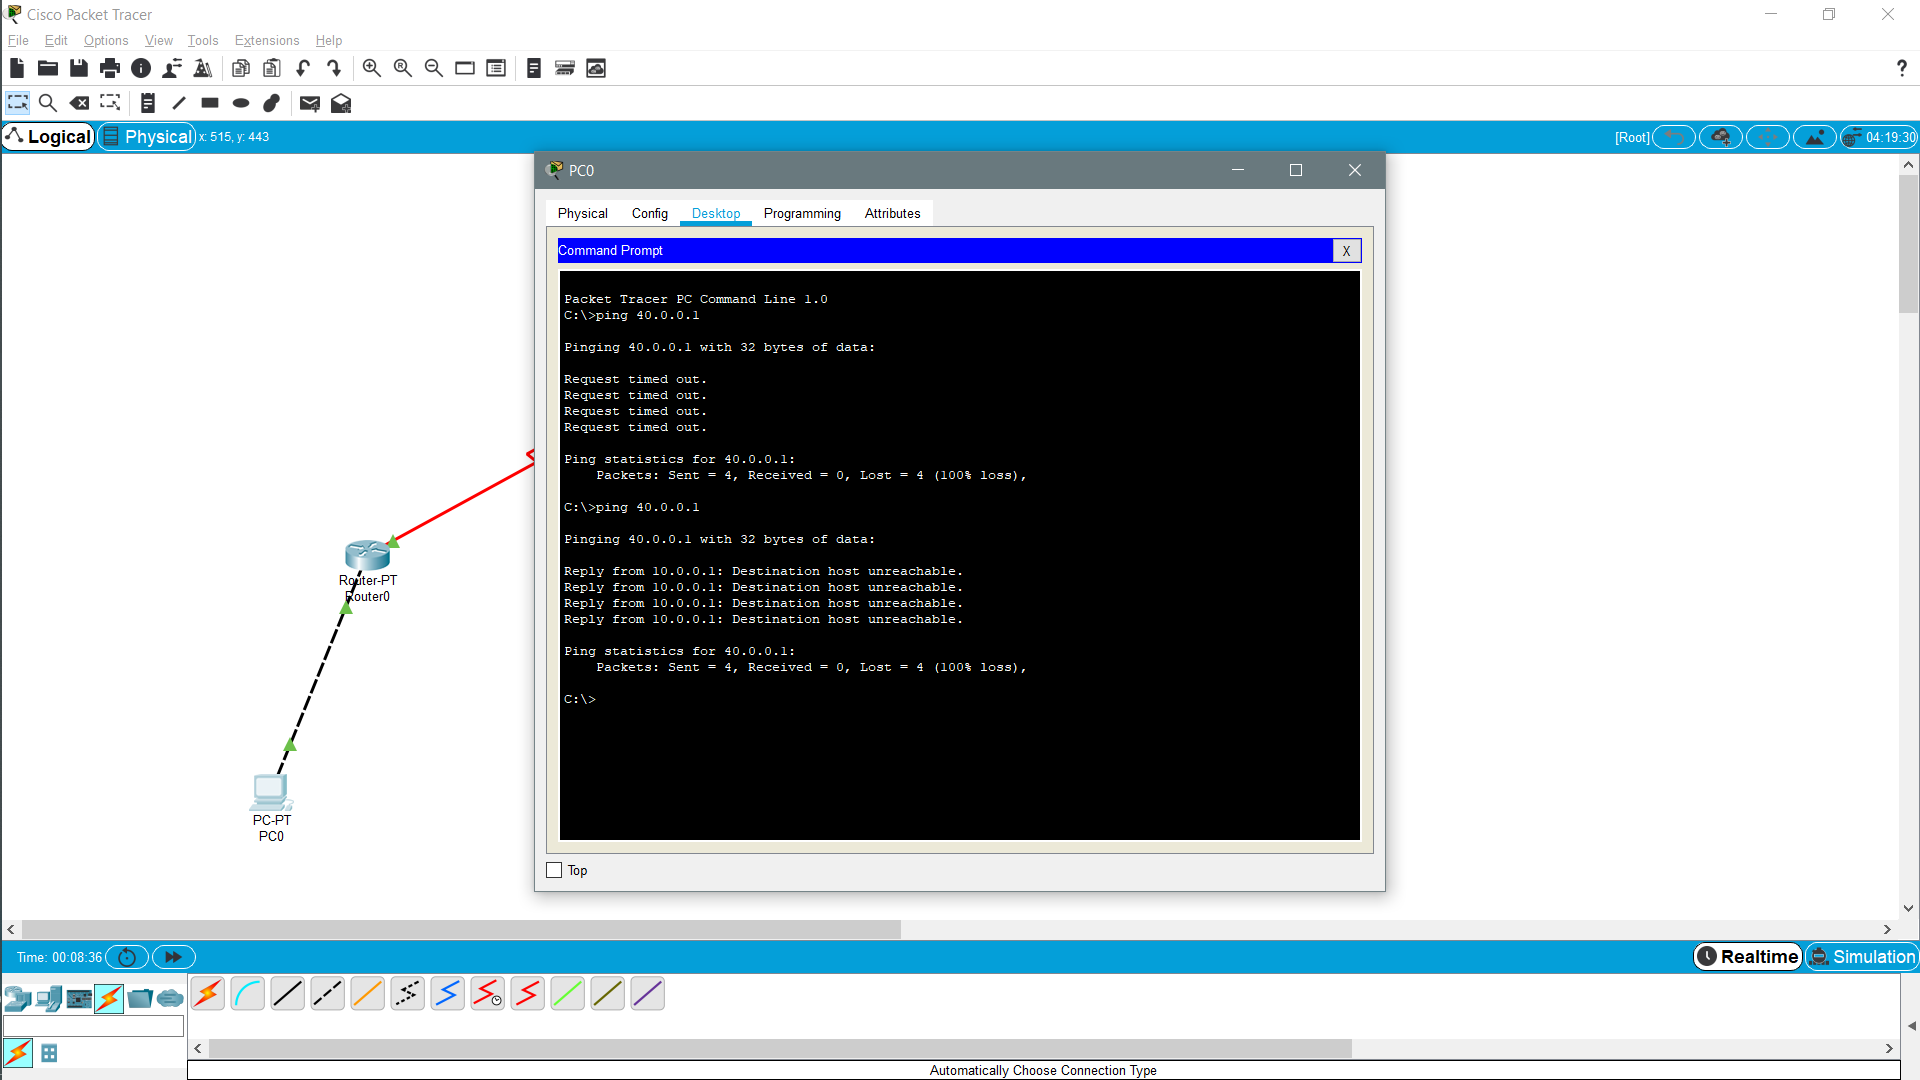 Cisco Packet Tracer
File Edit Options View Tools Extensions Help
?
Logical Physical x: 515, y: 443 [Root] 04:19:30
PC0
Physical Config Desktop Programming Attributes
Command Prompt X
Packet Tracer PC Command Line 1.0
C:\>ping 40.0.0.1
Pinging 40.0.0.1 with 32 bytes of data:
Request timed out.
Request timed out.
Request timed out.
Request timed out.
Ping statistics for 40.0.0.1:
Packets: Sent = 4, Received = 0, Lost = 4 (100% loss),
C:\>ping 40.0.0.1
Pinging 40.0.0.1 with 32 bytes of data:
Reply from 10.0.0.1: Destination host unreachable.
Reply from 10.0.0.1: Destination host unreachable.
Reply from 10.0.0.1: Destination host unreachable.
Reply from 10.0.0.1: Destination host unreachable.
Ping statistics for 40.0.0.1:
Packets: Sent = 4, Received = 0, Lost = 4 (100% loss),
C:\>
Top
Router-PT
Router0
PC-PT
PC0
Time: 00:08:36 Realtime Simulation
Automatically Choose Connection Type